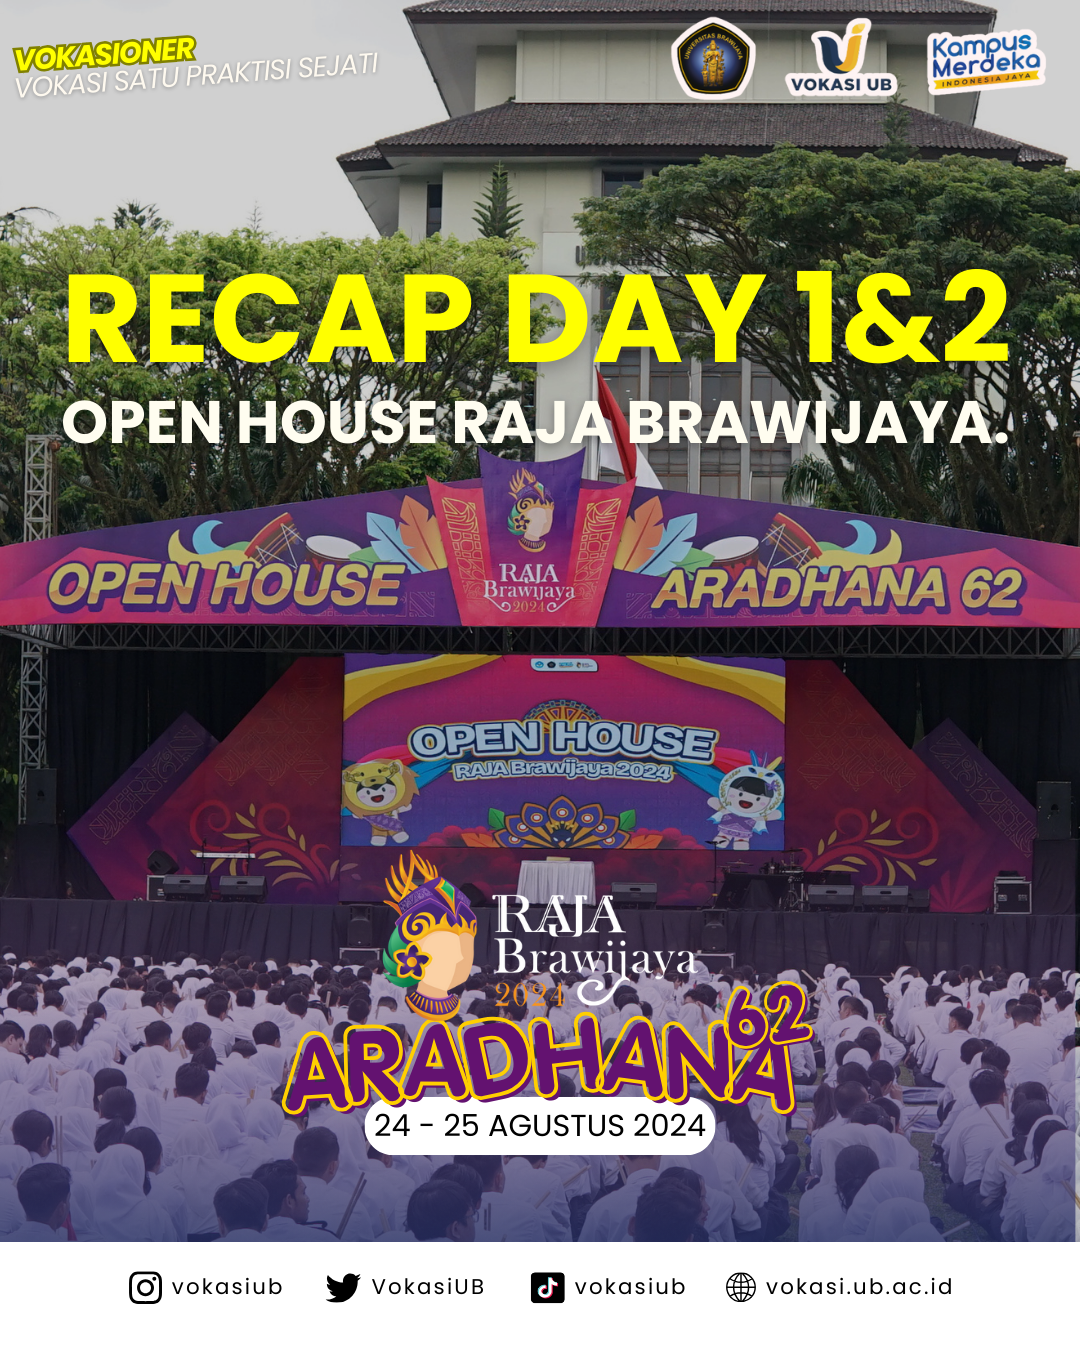 VOKASIONER
VOKASI SATU PRAKTISI SEJATI
UNIVERSITAS BRAWIJAYA
VOKASI UB
Kampus
Merdeka
INDONESIA JAYA
RECAP DAY 1&2
OPEN HOUSE RAJA BRAWIJAYA.
OPEN HOUSE
RAJA
Brawijaya
2024
ARADHANA 62
OPEN HOUSE
RAJA Brawijaya 2024
RAJA
Brawijaya
2024
ARADHANA 62
24 - 25 AGUSTUS 2024
vokasiub
VokasiUB
vokasiub
vokasi.ub.ac.id